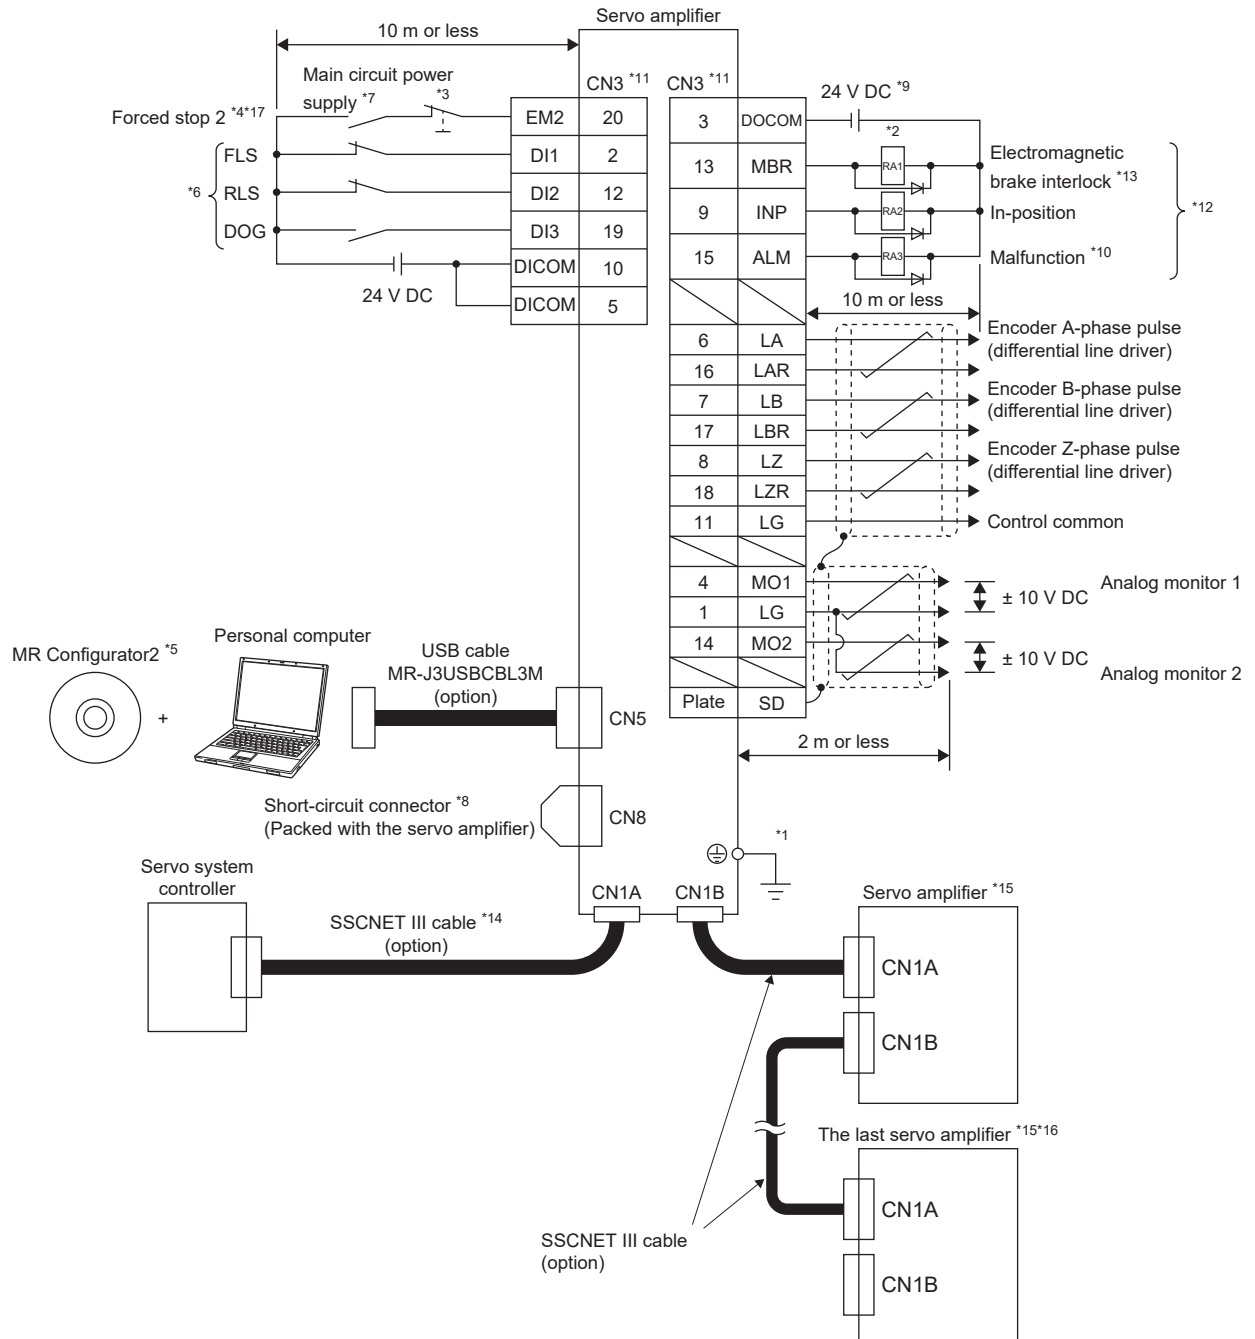 Servo amplifier
10 m or less
Main circuit power
supply *7
*3
CN3 *11
CN3 *11
24 V DC *9
Forced stop 2 *4*17
EM2 20
3 DOCOM
*2
FLS
DI1 2
13 MBR
RA1
Electromagnetic
brake interlock *13
*6
RLS
DI2 12
9 INP
RA2
In-position
*12
DOG
DI3 19
15 ALM
RA3
Malfunction *10
DICOM 10
24 V DC
DICOM 5
10 m or less
6 LA
Encoder A-phase pulse
(differential line driver)
16 LAR
7 LB
Encoder B-phase pulse
(differential line driver)
17 LBR
8 LZ
Encoder Z-phase pulse
(differential line driver)
18 LZR
11 LG
Control common
4 MO1
Analog monitor 1
± 10 V DC
1 LG
14 MO2
± 10 V DC
Analog monitor 2
Plate SD
2 m or less
MR Configurator2 *5
+
Personal computer
USB cable
MR-J3USBCBL3M
(option)
CN5
Short-circuit connector *8
(Packed with the servo amplifier)
CN8
*1
Servo system
controller
CN1A
CN1B
SSCNET III cable *14
(option)
Servo amplifier *15
CN1A
CN1B
The last servo amplifier *15*16
CN1A
CN1B
SSCNET III cable
(option)